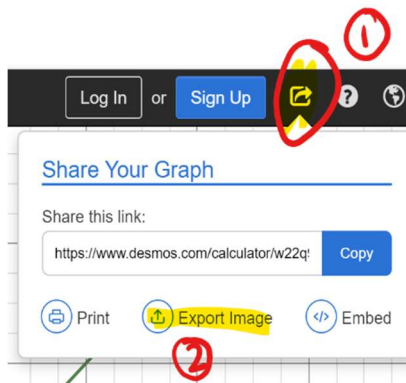 1
Log In or Sign Up ?
Share Your Graph
Share this link:
https://www.desmos.com/calculator/w22q Copy
Print Export Image </> Embed
2